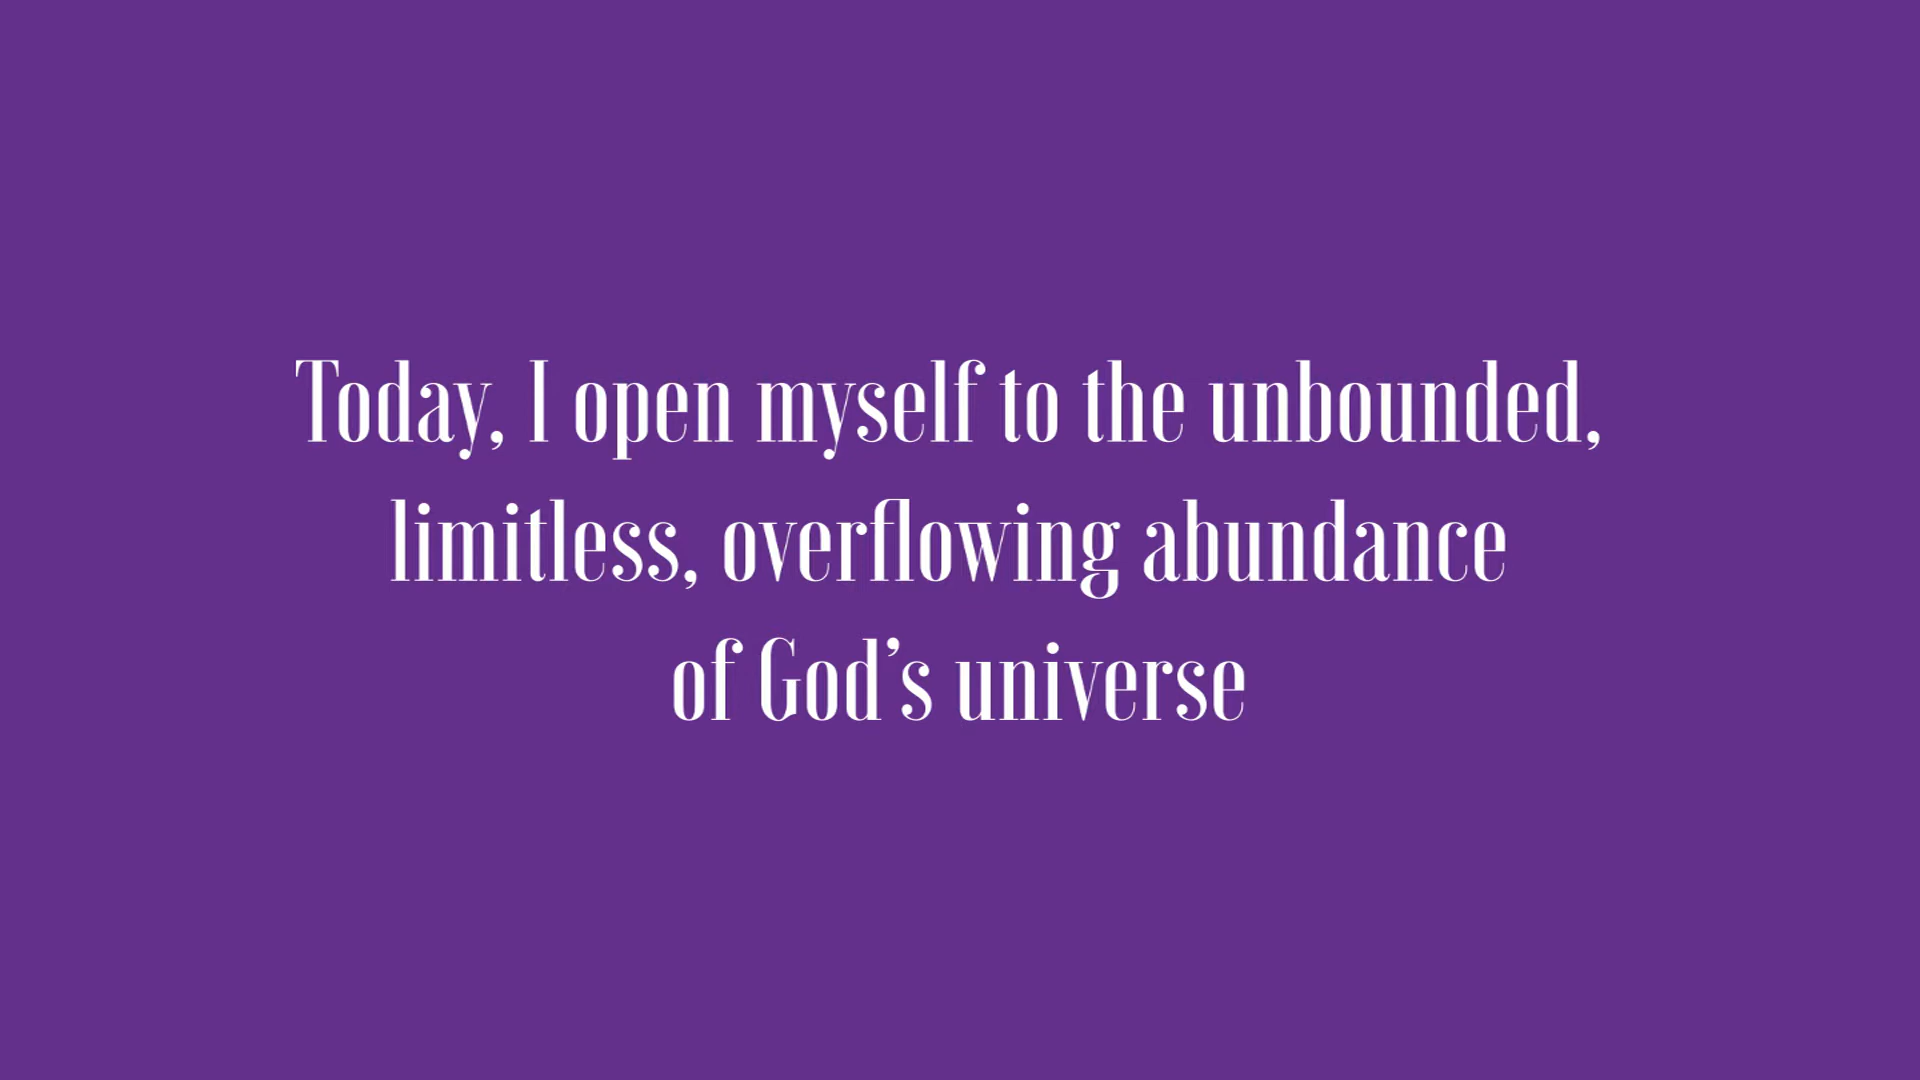 Today, I open myself to the unbounded,
limitless, overflowing abundance
of God’s universe